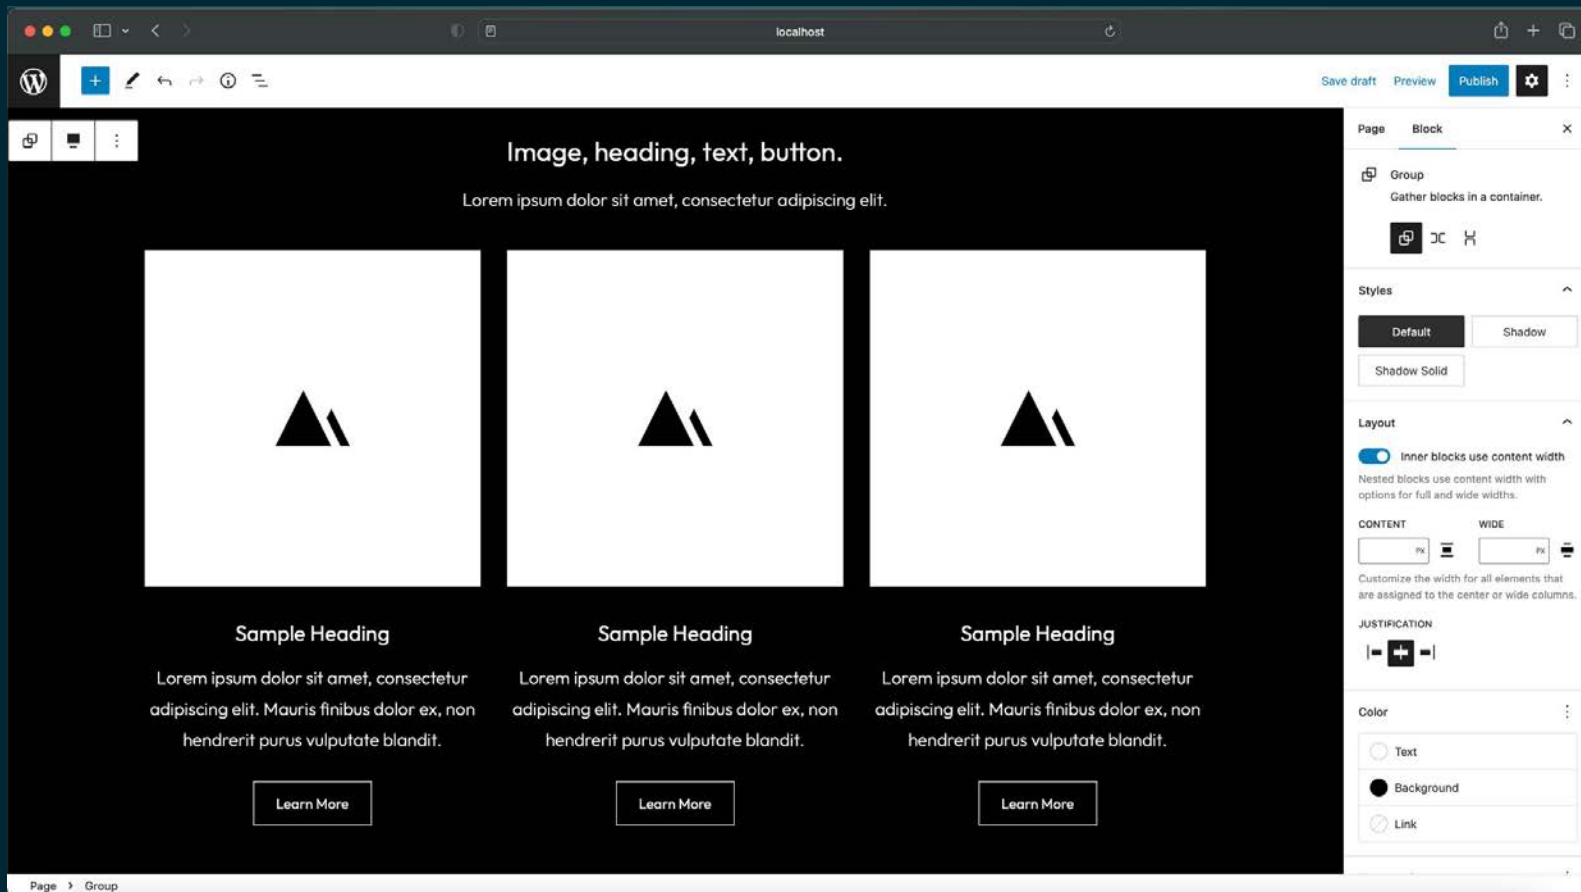 localhost
Save draft
Preview
Publish
Image, heading, text, button.
Lorem ipsum dolor sit amet, consectetur adipiscing elit.
Sample Heading
Lorem ipsum dolor sit amet, consectetur
adipiscing elit. Mauris finibus dolor ex, non
hendrerit purus vulputate blandit.
Learn More
Sample Heading
Lorem ipsum dolor sit amet, consectetur
adipiscing elit. Mauris finibus dolor ex, non
hendrerit purus vulputate blandit.
Learn More
Sample Heading
Lorem ipsum dolor sit amet, consectetur
adipiscing elit. Mauris finibus dolor ex, non
hendrerit purus vulputate blandit.
Learn More
Page
Block
Group
Gather blocks in a container.
Styles
Default
Shadow
Shadow Solid
Layout
Inner blocks use content width
Nested blocks use content width with
options for full and wide widths.
CONTENT
WIDE
PX
PX
Customize the width for all elements that
are assigned to the center or wide columns.
JUSTIFICATION
Color
Text
Background
Link
Page > Group